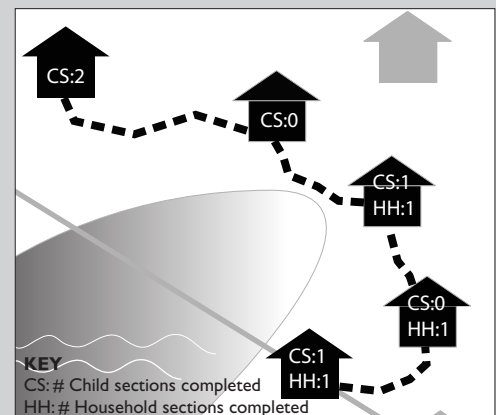 CS:2
CS:0
CS:1
HH:1
CS:0
HH:1
CS:1
HH:1
KEY
CS: # Child sections completed
HH: # Household sections completed